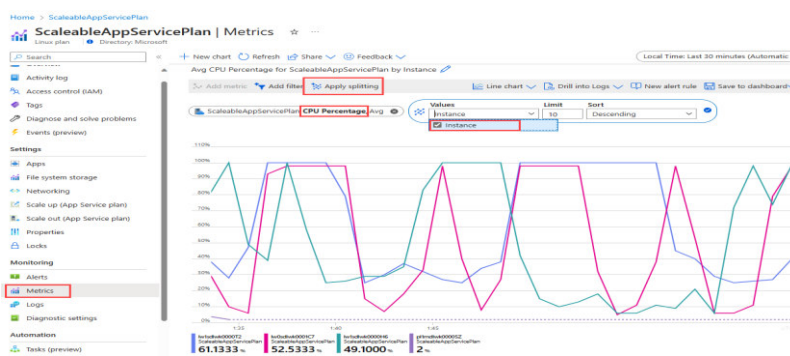 Home > ScaleableAppServicePlan
ScaleableAppServicePlan | Metrics
Linux plan Directory: Microsoft
Search
+ New chart Refresh Share Feedback
Local Time: Last 30 minutes (Automatic
Activity log
Access control (IAM)
Tags
Diagnose and solve problems
Events (preview)
Settings
Apps
File system storage
Networking
Scale up (App Service plan)
Scale out (App Service plan)
Properties
Locks
Monitoring
Alerts
Metrics
Logs
Diagnostic settings
Automation
Tasks (preview)
Avg CPU Percentage for ScaleableAppServicePlan by Instance
Add metric Add filter Apply splitting Line chart Drill into Logs New alert rule Save to dashboard
ScaleableAppServicePlan, CPU Percentage, Avg
Values Limit Sort
Instance 10 Descending
Instance
110%
100%
90%
80%
70%
60%
50%
40%
30%
20%
10%
0%
1:35 1:40 1:45
ScaleableAppServicePlan ScaleableAppServicePlan ScaleableAppServicePlan ScaleableAppServicePlan
61.1333 % 52.5333 % 49.1000 % 2 %